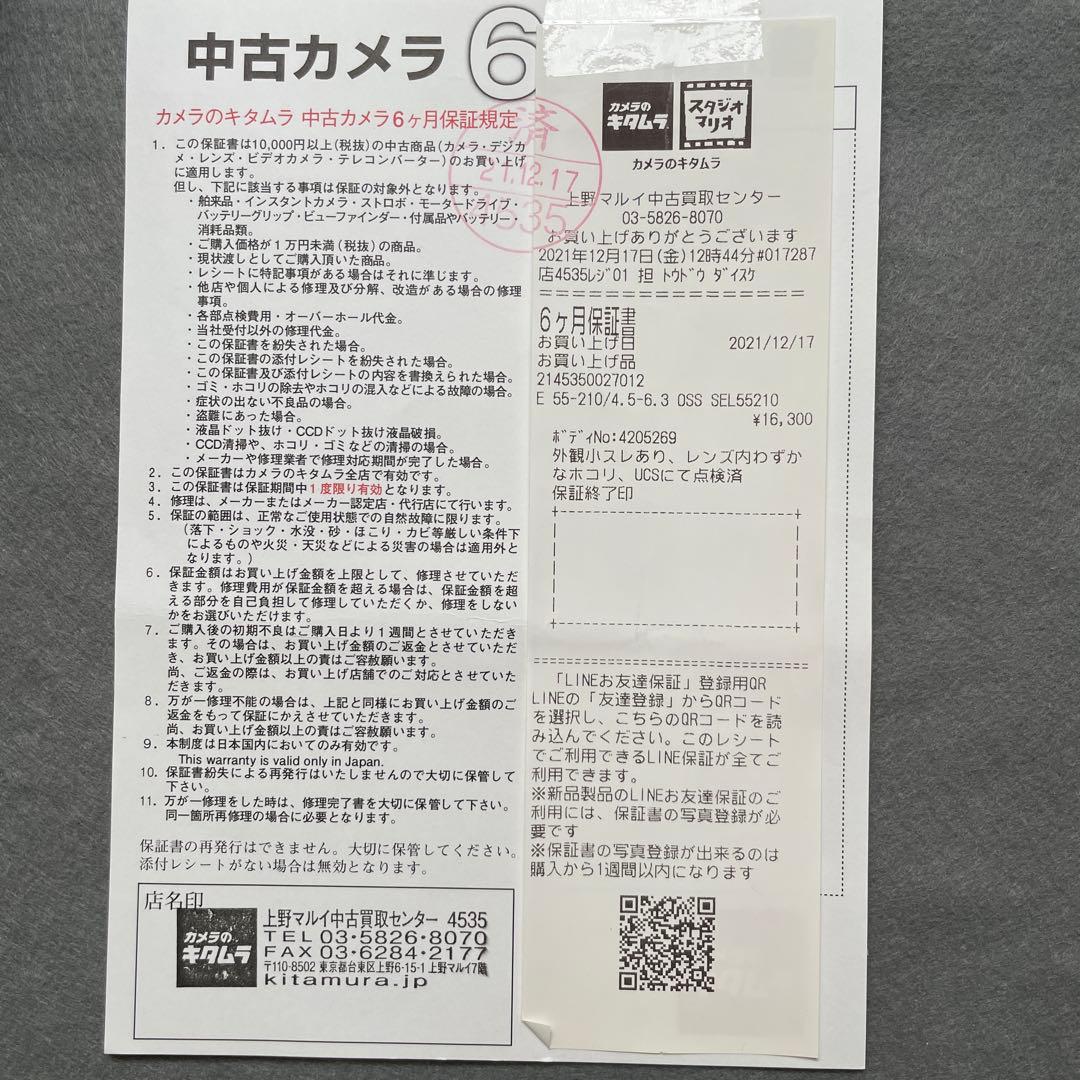 中古カメラ 6
カメラのキタムラ 中古カメラ6ヶ月保証規定
1. この保証書は10,000円以上(税抜)の中古商品(カメラ・デジカ
メ・レンズ・ビデオカメラ・テレコンバーター)のお買い上げ
に適用します。
但し、下記に該当する事項は保証の対象外となります。
・舶来品・インスタントカメラ・ストロボ・モータードライブ・
バッテリーグリップ・ビューファインダー・付属品やバッテリー・
消耗品類。
・ご購入価格が1万円未満(税抜)の商品。
・現状渡しとしてご購入頂いた商品。
・レシートに特記事項がある場合はそれに準じます。
・他店や個人による修理及び分解、改造がある場合の修理
事項。
・各部点検費用・オーバーホール代金。
・当社受付以外の修理代金。
・この保証書を紛失された場合。
・この保証書の添付レシートを紛失された場合。
・この保証書及び添付レシートの内容を書換えられた場合。
・ゴミ・ホコリの除去やホコリの混入などによる故障の場合。
・症状の出ない不良品の場合。
・盗難にあった場合。
・液晶ドット抜け・CCDドット抜け液晶破損。
・CCD清掃や、ホコリ・ゴミなどの清掃の場合。
・メーカーや修理業者で修理対応期間が完了した場合。
2. この保証書はカメラのキタムラ全店で有効です。
3. この保証書は保証期間中1度限り有効となります。
4. 修理は、メーカーまたはメーカー認定店・代行店にて行います。
5. 保証の範囲は、正常なご使用状態での自然故障に限ります。
(落下・ショック・水没・砂・ほこり・カビ等厳しい条件下
によるものや火災・天災などによる災害の場合は適用外と
なります。)
6. 保証金額はお買い上げ金額を上限として、修理させていただ
きます。修理費用が保証金額を超える場合は、保証金額を超
える部分を自己負担して修理していただくか、修理をしない
かをお選びいただけます。
7. ご購入後の初期不良はご購入日より1週間とさせていただき
ます。その場合は、お買い上げ金額のご返金とさせていただ
き、お買い上げ金額以上の責はご容赦願います。
尚、ご返金の際は、お買い上げ店舗でのご対応とさせていた
だきます。
8. 万が一修理不能の場合は、上記と同様にお買い上げ金額のご
返金をもって保証にかえさせていただきます。
尚、お買い上げ金額以上の責はご容赦願います。
9. 本制度は日本国内においてのみ有効です。
This warranty is valid only in Japan.
10. 保証書紛失による再発行はいたしませんので大切に保管して
下さい。
11. 万が一修理をした時は、修理完了書を大切に保管して下さい。
同一箇所再修理の場合に必要となります。
保証書の再発行はできません。大切に保管してください。
添付レシートがない場合は無効となります。
店名印
カメラの
キタムラ
上野マルイ中古買取センター 4535
TEL 03・5826・8070
FAX 03・6284・2177
〒110-8502 東京都台東区上野6-15-1 上野マルイ7階
kitamura.jp
済
21.12.17
4535
カメラの
キタムラ
スタジオ
マリオ
カメラのキタムラ
上野マルイ中古買取センター
03-5826-8070
お買い上げありがとうございます
2021年12月17日(金)12時44分#017287
店4535レジ01 担 トウドウ ダイスケ
6ヶ月保証書
お買い上げ日 2021/12/17
お買い上げ品
2145350027012
E 55-210/4.5-6.3 OSS SEL55210
¥16,300
ボディNo:4205269
外観小スレあり、レンズ内わずか
なホコリ、UCSにて点検済
保証終了印
「LINEお友達保証」登録用QR
LINEの「友達登録」からQRコード
を選択し、こちらのQRコードを読
み込んでください。このレシート
でご利用できるLINE保証が全てご
利用できます。
※新品製品のLINEお友達保証のご
利用には、保証書の写真登録が必
要です
※保証書の写真登録が出来るのは
購入から1週間以内になります